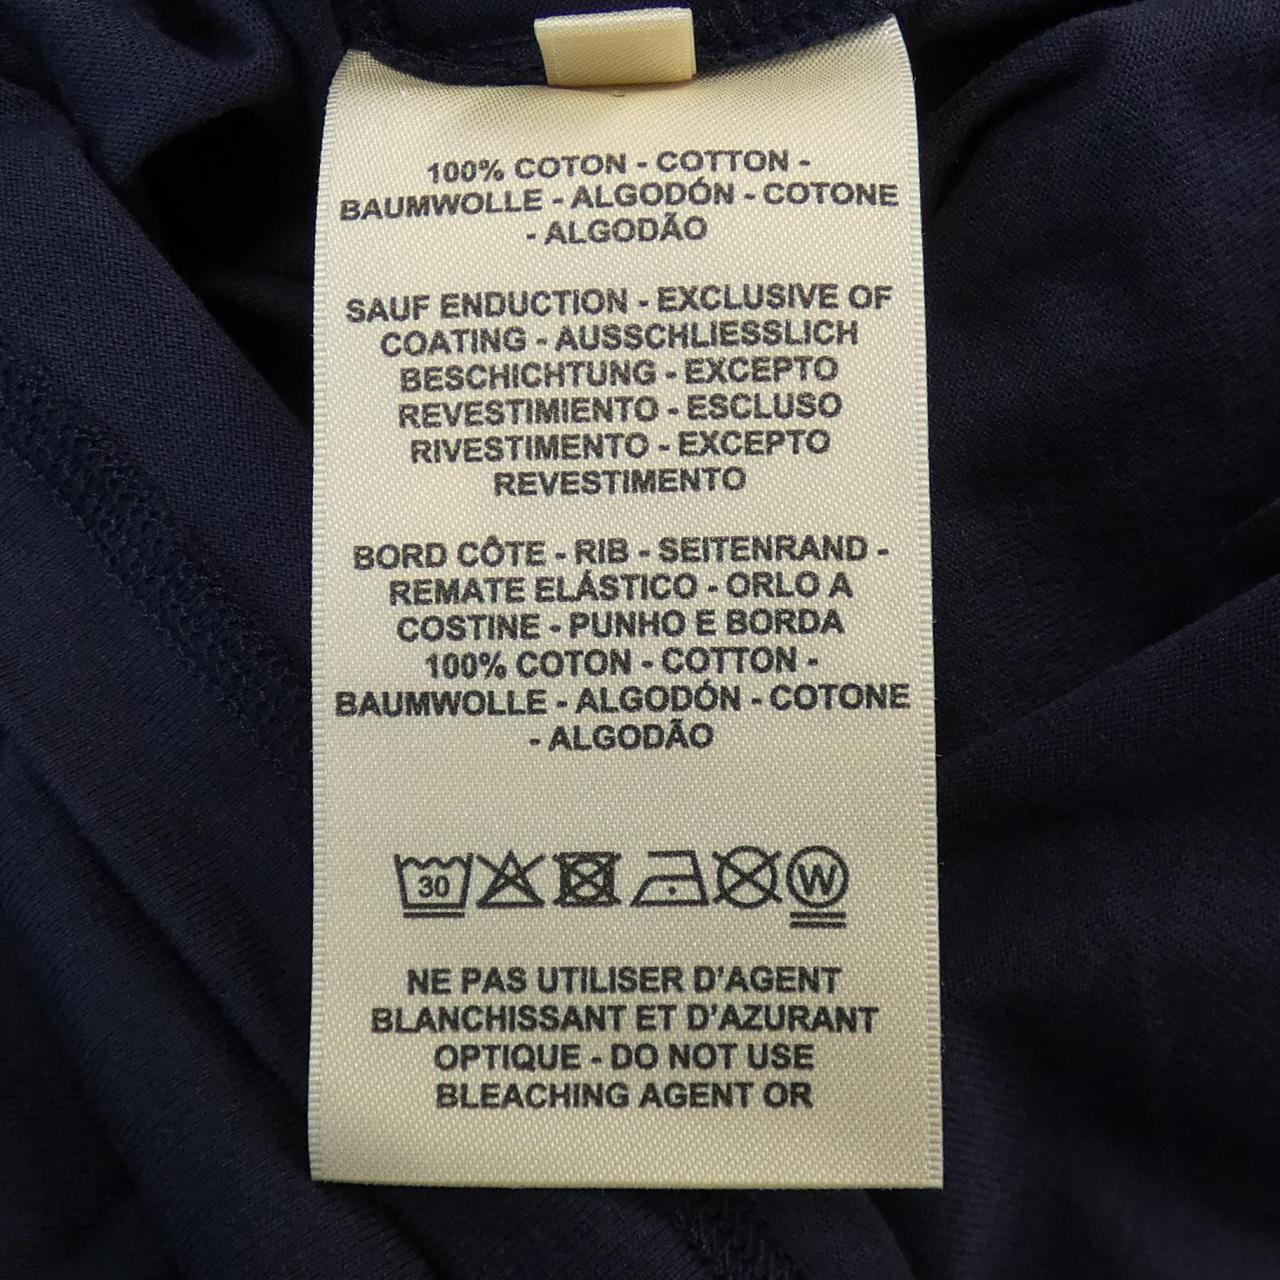 100% COTON - COTTON -
BAUMWOLLE - ALGODÓN - COTONE
- ALGODÃO
SAUF ENDUCTION - EXCLUSIVE OF
COATING - AUSSCHLIESSLICH
BESCHICHTUNG - EXCEPTO
REVESTIMIENTO - ESCLUSO
RIVESTIMENTO - EXCEPTO
REVESTIMENTO
BORD CÔTE - RIB - SEITENRAND -
REMATE ELÁSTICO - ORLO A
COSTINE - PUNHO E BORDA
100% COTON - COTTON -
BAUMWOLLE - ALGODÓN - COTONE
- ALGODÃO
30 W
NE PAS UTILISER D'AGENT
BLANCHISSANT ET D'AZURANT
OPTIQUE - DO NOT USE
BLEACHING AGENT OR